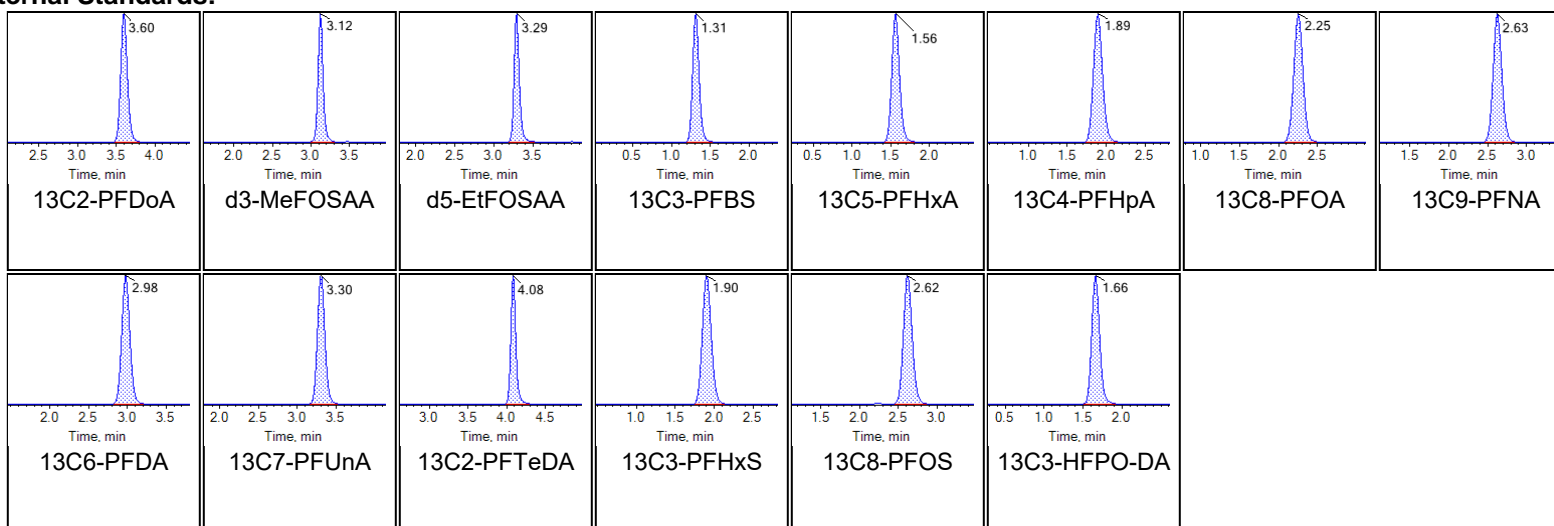 3.60 3.12 3.29 1.31 1.56 1.89 2.25 2.63
2.5 3.0 3.5 4.0 2.0 2.5 3.0 3.5 2.0 2.5 3.0 3.5 0.5 1.0 1.5 2.0 0.5 1.0 1.5 2.0 1.0 1.5 2.0 2.5 1.0 1.5 2.0 2.5 1.5 2.0 2.5 3.0
Time, min Time, min Time, min Time, min Time, min Time, min Time, min Time, min
13C2-PFDoA d3-MeFOSAA d5-EtFOSAA 13C3-PFBS 13C5-PFHxA 13C4-PFHpA 13C8-PFOA 13C9-PFNA
2.98 3.30 4.08 1.90 2.62 1.66
2.0 2.5 3.0 3.5 2.0 2.5 3.0 3.5 3.0 3.5 4.0 4.5 1.0 1.5 2.0 2.5 1.5 2.0 2.5 3.0 0.5 1.0 1.5 2.0
Time, min Time, min Time, min Time, min Time, min Time, min
13C6-PFDA 13C7-PFUnA 13C2-PFTeDA 13C3-PFHxS 13C8-PFOS 13C3-HFPO-DA